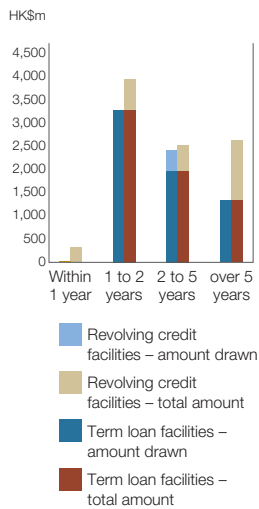 HK$m
4,500
4,000
3,500
3,000
2,500
2,000
1,500
1,000
500
0
Within 1 to 2 2 to 5 over 5
1 year years years years
Revolving credit
facilities – amount drawn
Revolving credit
facilities – total amount
Term loan facilities –
amount drawn
Term loan facilities –
total amount